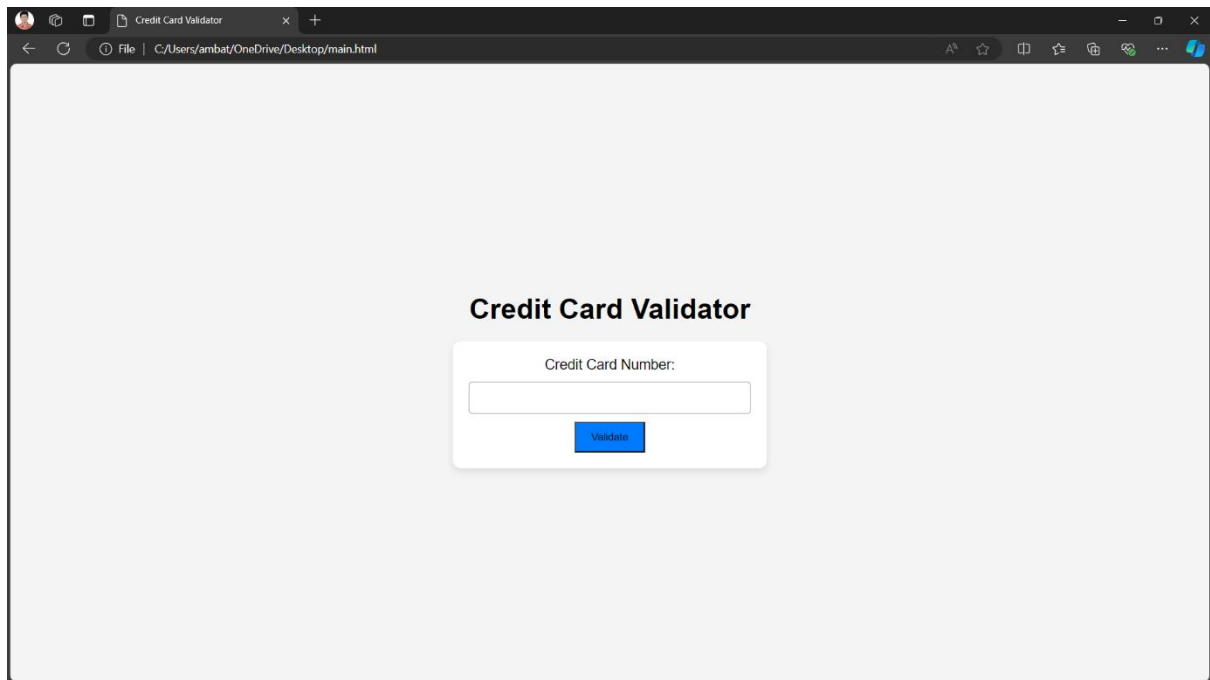 Credit Card Validator
File | C:/Users/ambat/OneDrive/Desktop/main.html
Credit Card Validator
Credit Card Number:
Validate